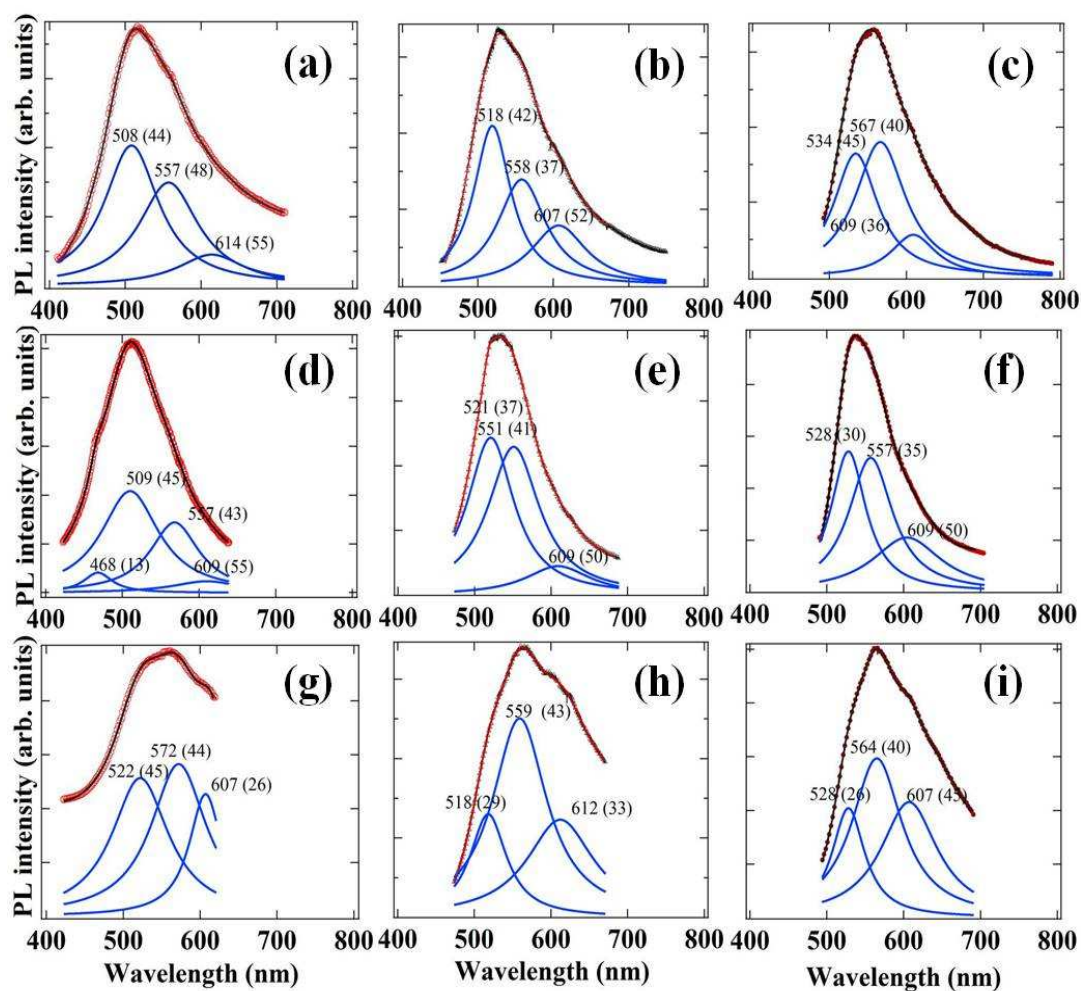 PL intensity (arb. units)
(a)
508 (44)
557 (48)
614 (55)
400 500 600 700 800
(b)
518 (42)
558 (37)
607 (52)
400 500 600 700 800
(c)
567 (40)
534 (45)
609 (36)
400 500 600 700 800
PL intensity (arb. units)
(d)
509 (45)
557 (43)
468 (13)
609 (55)
400 500 600 700 800
(e)
521 (37)
551 (41)
609 (50)
400 500 600 700 800
(f)
528 (30)
557 (35)
609 (50)
400 500 600 700 800
PL intensity (arb. units)
(g)
572 (44)
522 (45)
607 (26)
400 500 600 700 800
Wavelength (nm)
(h)
559 (43)
518 (29)
612 (33)
400 500 600 700 800
Wavelength (nm)
(i)
564 (40)
528 (26)
607 (45)
400 500 600 700 800
Wavelength (nm)